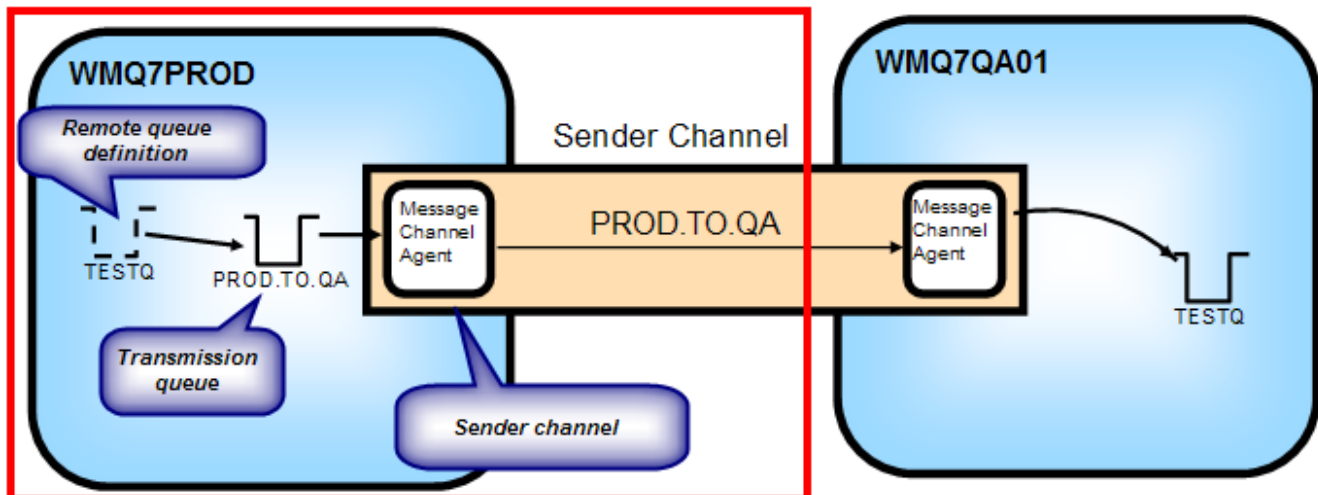 WMQ7PROD
Remote queue
definition
TESTQ
PROD.TO.QA
Transmission
queue
Message
Channel
Agent
Sender channel
Sender Channel
PROD.TO.QA
WMQ7QA01
Message
Channel
Agent
TESTQ